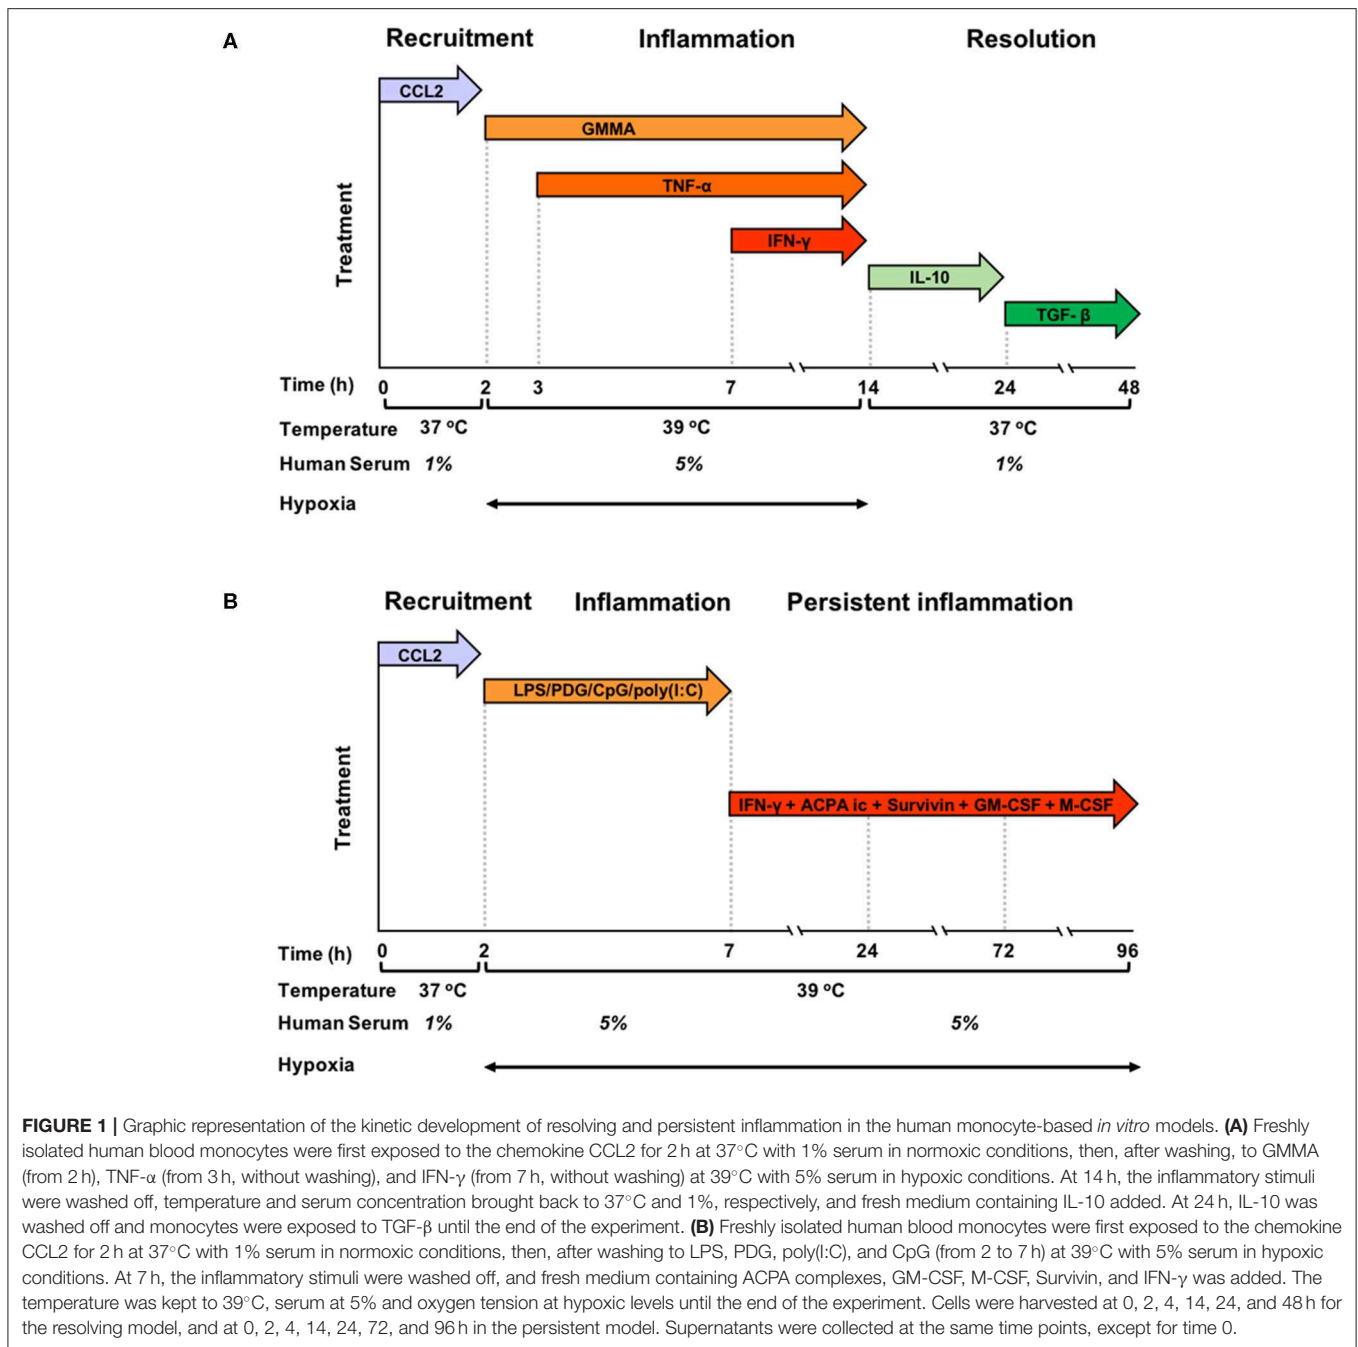 A
Recruitment Inflammation Resolution
CCL2
GMMA
TNF-α
IFN-γ
IL-10
TGF- β
Treatment
Time (h) 0 2 3 7 14 24 48
Temperature 37 ºC 39 ºC 37 ºC
Human Serum 1% 5% 1%
Hypoxia
B
Recruitment Inflammation Persistent inflammation
CCL2
LPS/PDG/CpG/poly(I:C)
IFN-γ + ACPA ic + Survivin + GM-CSF + M-CSF
Treatment
Time (h) 0 2 7 24 72 96
Temperature 37 ºC 39 ºC
Human Serum 1% 5% 5%
Hypoxia
FIGURE 1 | Graphic representation of the kinetic development of resolving and persistent inflammation in the human monocyte-based in vitro models. (A) Freshly
isolated human blood monocytes were first exposed to the chemokine CCL2 for 2 h at 37°C with 1% serum in normoxic conditions, then, after washing, to GMMA
(from 2 h), TNF-α (from 3 h, without washing), and IFN-γ (from 7 h, without washing) at 39°C with 5% serum in hypoxic conditions. At 14 h, the inflammatory stimuli
were washed off, temperature and serum concentration brought back to 37°C and 1%, respectively, and fresh medium containing IL-10 added. At 24 h, IL-10 was
washed off and monocytes were exposed to TGF-β until the end of the experiment. (B) Freshly isolated human blood monocytes were first exposed to the chemokine
CCL2 for 2 h at 37°C with 1% serum in normoxic conditions, then, after washing to LPS, PDG, poly(I:C), and CpG (from 2 to 7 h) at 39°C with 5% serum in hypoxic
conditions. At 7 h, the inflammatory stimuli were washed off, and fresh medium containing ACPA complexes, GM-CSF, M-CSF, Survivin, and IFN-γ was added. The
temperature was kept to 39°C, serum at 5% and oxygen tension at hypoxic levels until the end of the experiment. Cells were harvested at 0, 2, 4, 14, 24, and 48 h for
the resolving model, and at 0, 2, 4, 14, 24, 72, and 96 h in the persistent model. Supernatants were collected at the same time points, except for time 0.